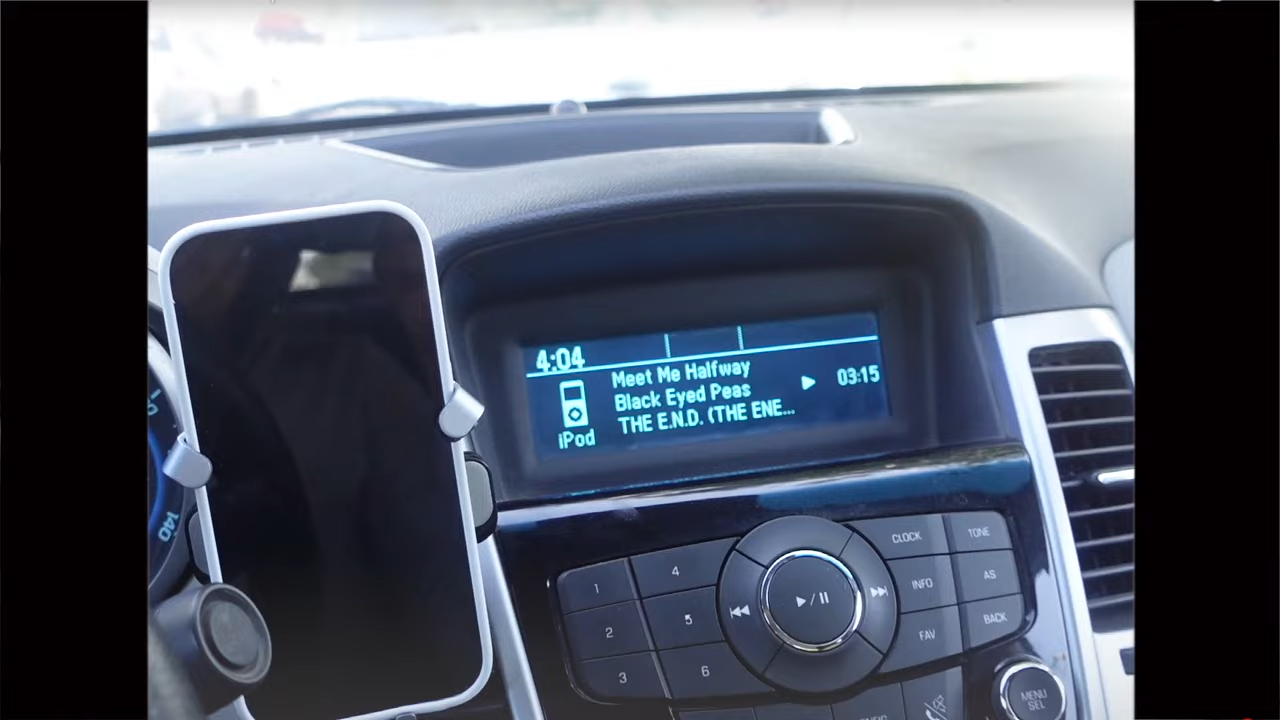 4:04
Meet Me Halfway
Black Eyed Peas
THE E.N.D. (THE ENE...
03:15
iPod
140
1
4
2
5
3
6
CLOCK
TONE
INFO
AS
FAV
BACK
MENU
SEL